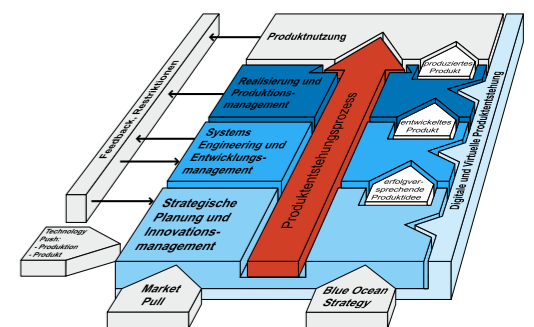 Produktnutzung
produziertes
Produkt
Realisierung und
Produktions-
management
entwickeltes
Produkt
Systems
Engineering und
Entwicklungs-
management
erfolgver-
sprechende
Produktidee
Strategische
Planung und
Innovations-
management
Produktentstehungsprozess
Feedback, Restriktionen
Digitale und Virtuelle Produktentstehung
Technology
Push:
- Produktion
- Produkt
Market
Pull
Blue Ocean
Strategy